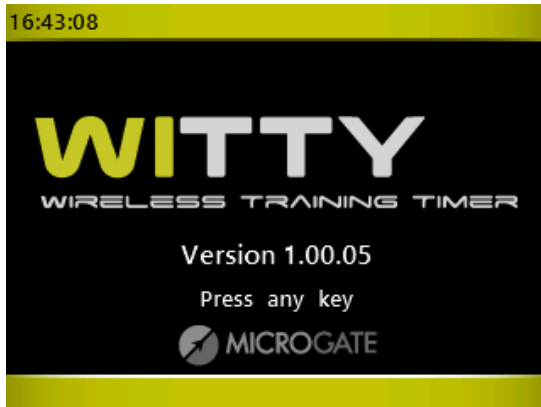 16:43:08
WITTY
WIRELESS TRAINING TIMER
Version 1.00.05
Press any key
MICROGATE